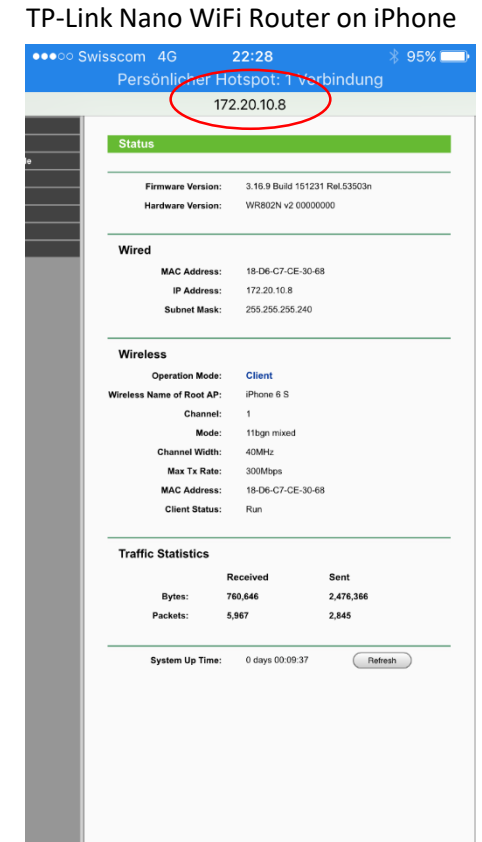 TP-Link Nano WiFi Router on iPhone
Swisscom 4G 22:28 95%
Persönlicher Hotspot: 1 Verbindung
172.20.10.8
Status
Firmware Version: 3.16.9 Build 151231 Rel.53503n
Hardware Version: WR802N v2 00000000
Wired
MAC Address: 18-D6-C7-CE-30-68
IP Address: 172.20.10.8
Subnet Mask: 255.255.255.240
Wireless
Operation Mode: Client
Wireless Name of Root AP: iPhone 6 S
Channel: 1
Mode: 11bgn mixed
Channel Width: 40MHz
Max Tx Rate: 300Mbps
MAC Address: 18-D6-C7-CE-30-68
Client Status: Run
Traffic Statistics
Received Sent
Bytes: 760,646 2,476,366
Packets: 5,967 2,845
System Up Time: 0 days 00:09:37 Refresh